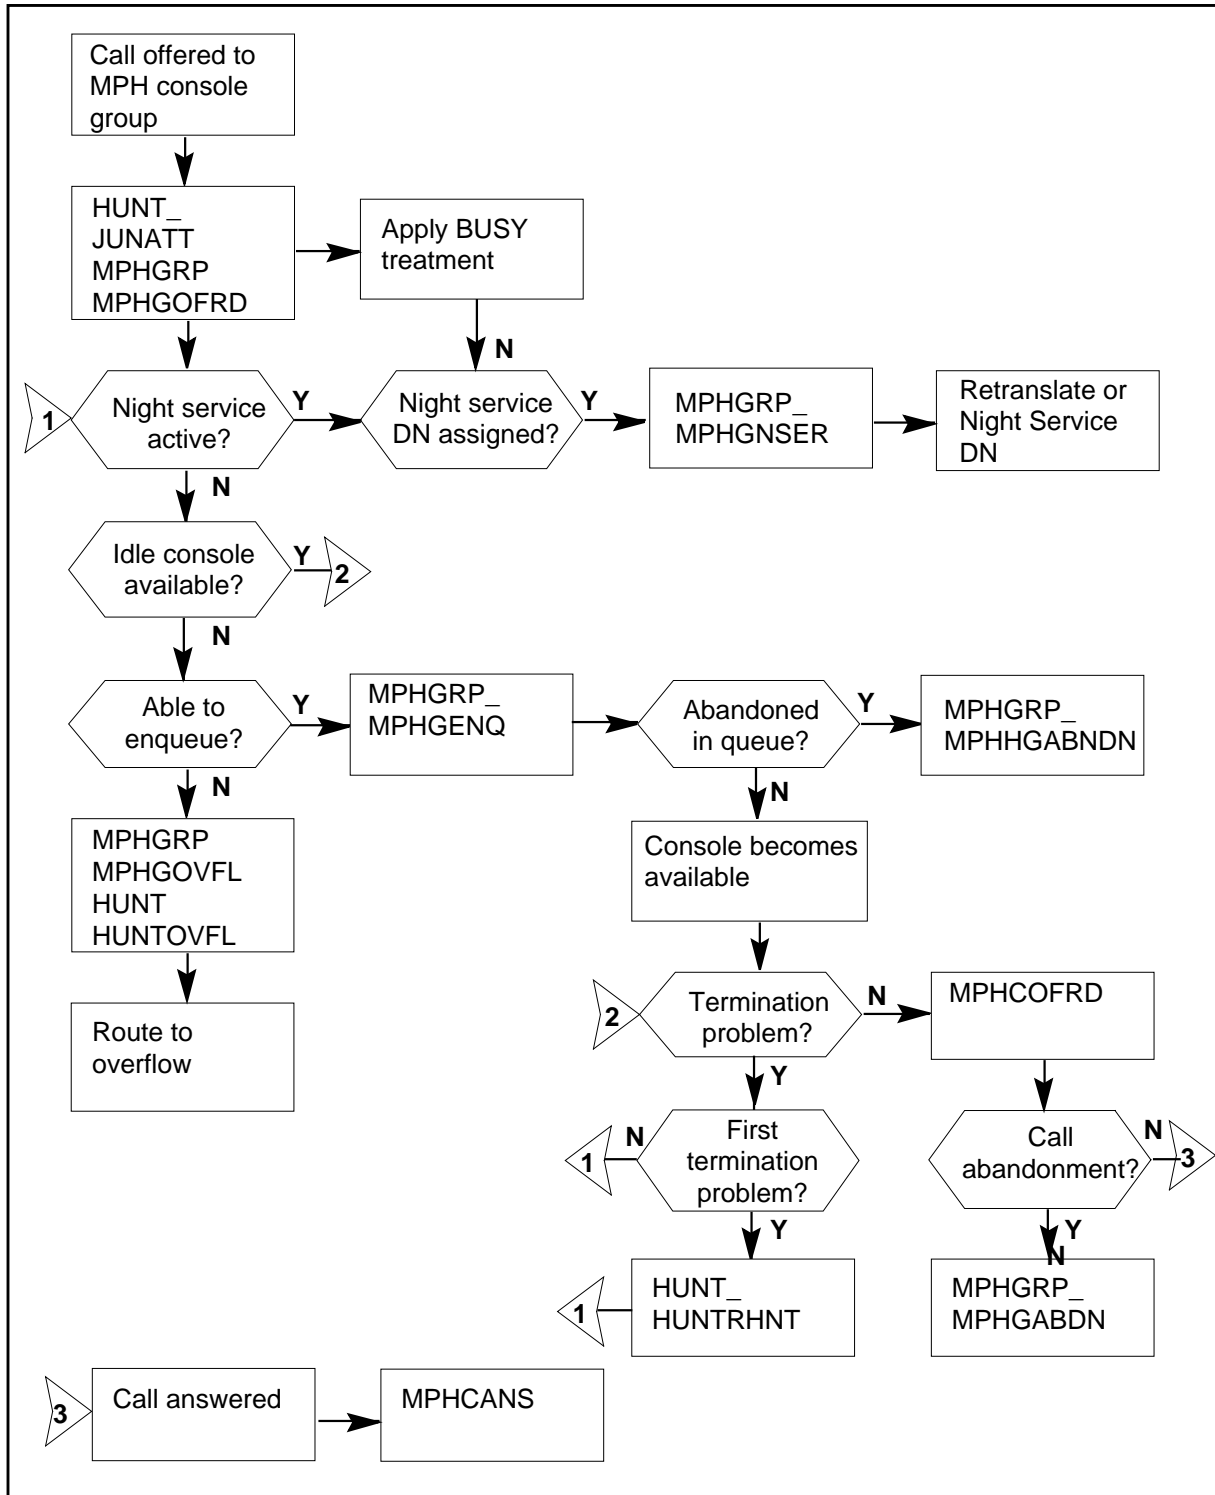 Call offered to
MPH console
group
HUNT_
JUNATT
MPHGRP
MPHGOFRD
Apply BUSY
treatment
N
1
Night service
active?
Y
Night service
DN assigned?
Y
MPHGRP_
MPHGNSER
Retranslate or
Night Service
DN
N
Idle console
available?
Y
2
N
Able to
enqueue?
Y
MPHGRP_
MPHGENQ
Abandoned
in queue?
Y
MPHGRP_
MPHHGABNDN
N
N
MPHGRP
MPHGOVFL
HUNT
HUNTOVFL
Console becomes
available
Route to
overflow
2
Termination
problem?
N
MPHCOFRD
Y
1
N
First
termination
problem?
Call
abandonment?
N
3
Y
Y
N
1
HUNT_
HUNTRHNT
MPHGRP_
MPHGABDN
3
Call answered
MPHCANS